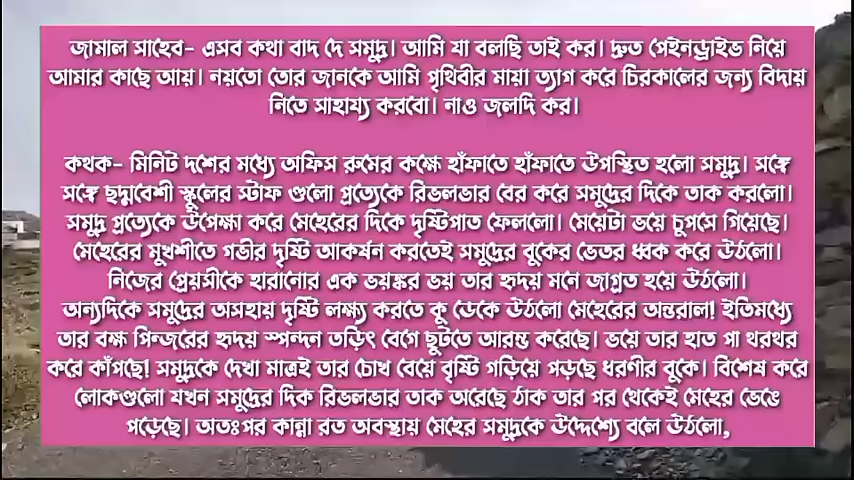 জামাল সাহেব- এসব কথা বাদ দে সমুদ্র। আমি যা বলছি তাই কর। দ্রুত পেইনড্রাইভ নিয়ে
আমার কাছে আয়। নয়তো তোর জানকে আমি পৃথিবীর মায়া ত্যাগ করে চিরকালের জন্য বিদায়
নিতে সাহায্য করবো। নাও জলদি কর।
কথক- মিনিট দশের মধ্যে অফিস রুমের কক্ষে হাঁফাতে হাঁফাতে উপস্থিত হলো সমুদ্র। সঙ্গে
সঙ্গে ছদ্মবেশী স্কুলের স্টাফ গুলো প্রত্যেকে রিভলভার বের করে সমুদ্রের দিকে তাক করলো।
সমুদ্র প্রত্যেকে উপেক্ষা করে মেহেরের দিকে দৃষ্টিপাত ফেললো। মেয়েটা ভয়ে চুপসে গিয়েছে।
মেহেরের মুখশীতে গভীর দৃষ্টি আকর্ষন করতেই সমুদ্রের বুকের ভেতর ধ্বক করে উঠলো।
নিজের প্রেয়সীকে হারানোর এক ভয়ঙ্কর ভয় তার হৃদয় মনে জাগ্রত হয়ে উঠলো।
অন্যদিকে সমুদ্রের অসহায় দৃষ্টি লক্ষ্য করতে কু ডেকে উঠলো মেহেরের অন্তরালা! ইতিমধ্যে
তার বক্ষ পিন্জরের হৃদয় স্পন্দন তড়িৎ বেগে ছুটতে আরম্ভ করেছে। ভয়ে তার হাত পা থরথর
করে কাঁপছে! সমুদ্রকে দেখা মাত্রই তার চোখ বেয়ে বৃষ্টি গড়িয়ে পড়ছে ধরণীর বুকে। বিশেষ করে
লোকগুলো যখন সমুদ্রের দিক রিভলভার তাক অরেছে ঠাক তার পর থেকেই মেহের ভেঙে
পড়েছে। অতঃপর কান্না রত অবস্থায় মেহের সমুদ্রকে উদ্দেশ্যে বলে উঠলো,